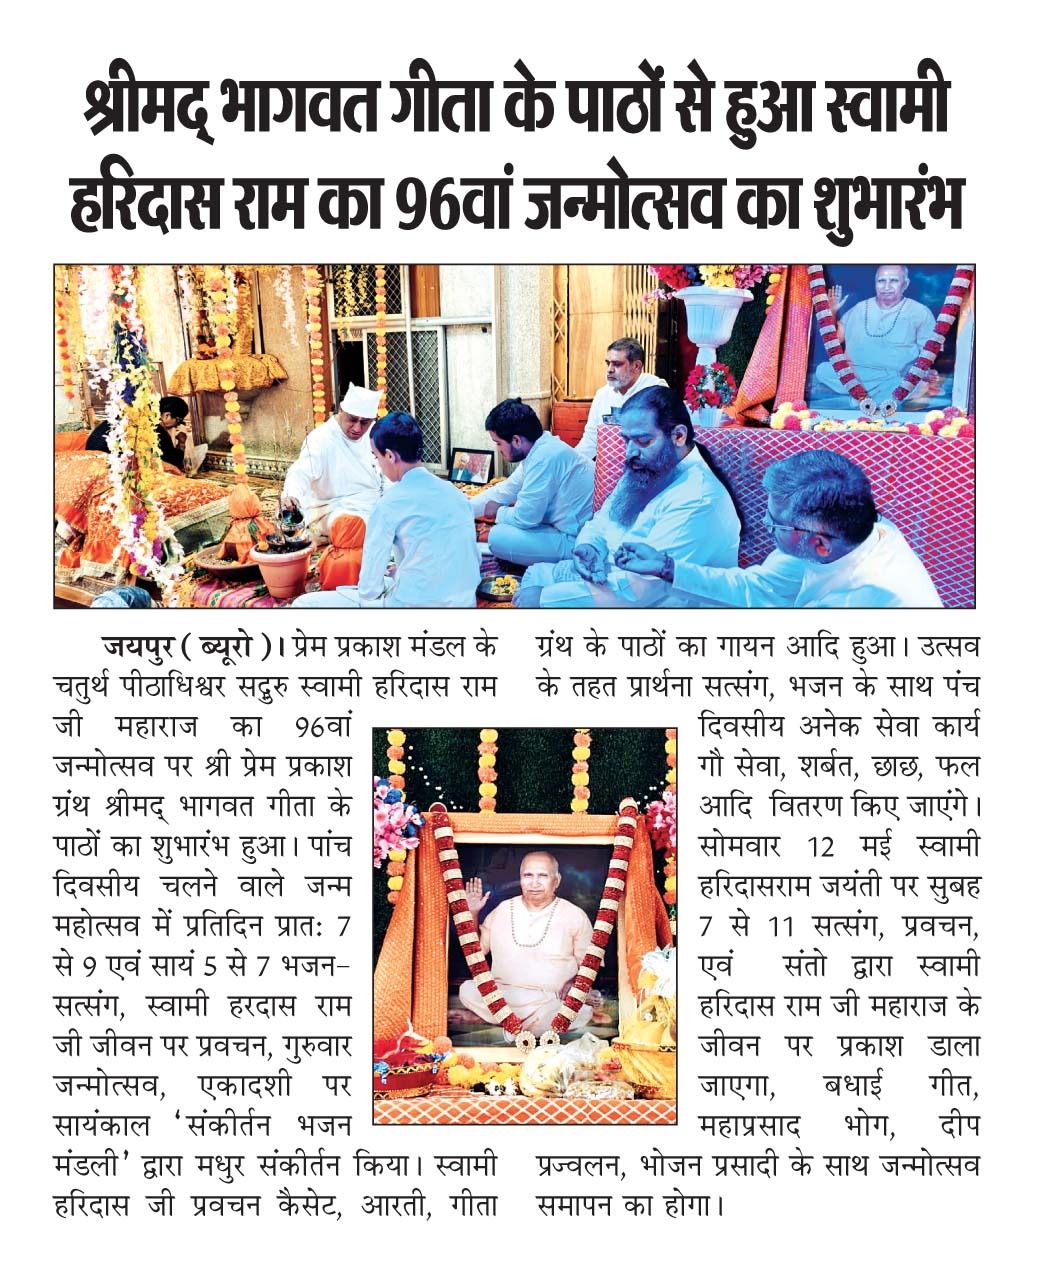 श्रीमद् भागवत गीता के पाठों से हुआ स्वामी
हरिदास राम का 96वां जन्मोत्सव का शुभारंभ
जयपुर ( ब्यूरो )। प्रेम प्रकाश मंडल के
चतुर्थ पीठाधिश्वर सद्गुरु स्वामी हरिदास राम
जी महाराज का 96वां
जन्मोत्सव पर श्री प्रेम प्रकाश
ग्रंथ श्रीमद् भागवत गीता के
पाठों का शुभारंभ हुआ। पांच
दिवसीय चलने वाले जन्म
महोत्सव में प्रतिदिन प्रातः 7
से 9 एवं सायं 5 से 7 भजन-
सत्संग, स्वामी हरदास राम
जी जीवन पर प्रवचन, गुरुवार
जन्मोत्सव, एकादशी पर
सायंकाल ‘संकीर्तन भजन
मंडली’ द्वारा मधुर संकीर्तन किया। स्वामी
हरिदास जी प्रवचन कैसेट, आरती, गीता
ग्रंथ के पाठों का गायन आदि हुआ। उत्सव
के तहत प्रार्थना सत्संग, भजन के साथ पंच
दिवसीय अनेक सेवा कार्य
गौ सेवा, शर्बत, छाछ, फल
आदि वितरण किए जाएंगे।
सोमवार 12 मई स्वामी
हरिदासराम जयंती पर सुबह
7 से 11 सत्संग, प्रवचन,
एवं संतो द्वारा स्वामी
हरिदास राम जी महाराज के
जीवन पर प्रकाश डाला
जाएगा, बधाई गीत,
महाप्रसाद भोग, दीप
प्रज्वलन, भोजन प्रसादी के साथ जन्मोत्सव
समापन का होगा।